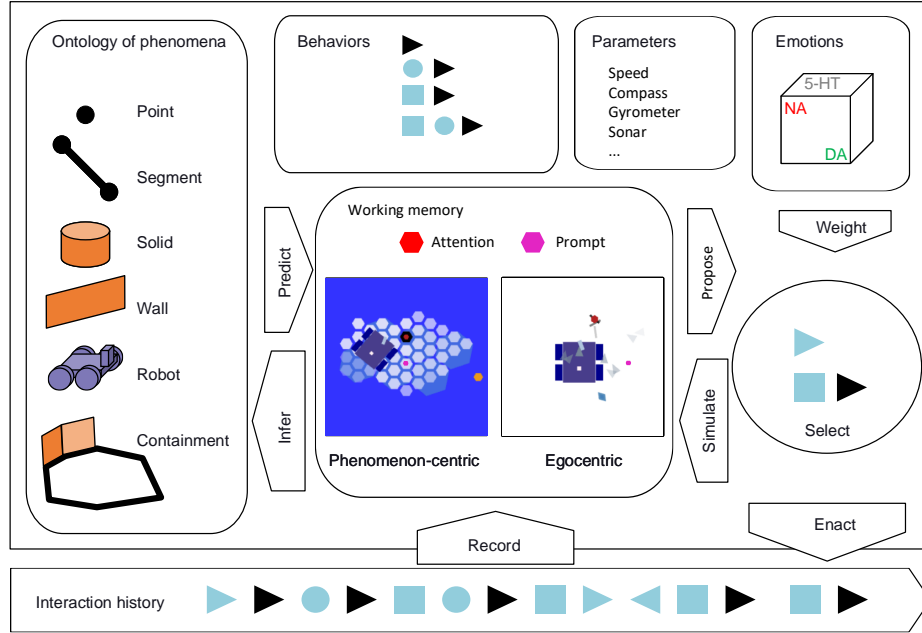 Ontology of phenomena
Point
Segment
Solid
Wall
Robot
Containment
Behaviors
Parameters
Speed
Compass
Gyrometer
Sonar
...
Emotions
5-HT
NA
DA
Predict
Infer
Working memory
Attention
Prompt
Phenomenon-centric
Egocentric
Propose
Simulate
Weight
Select
Enact
Record
Interaction history